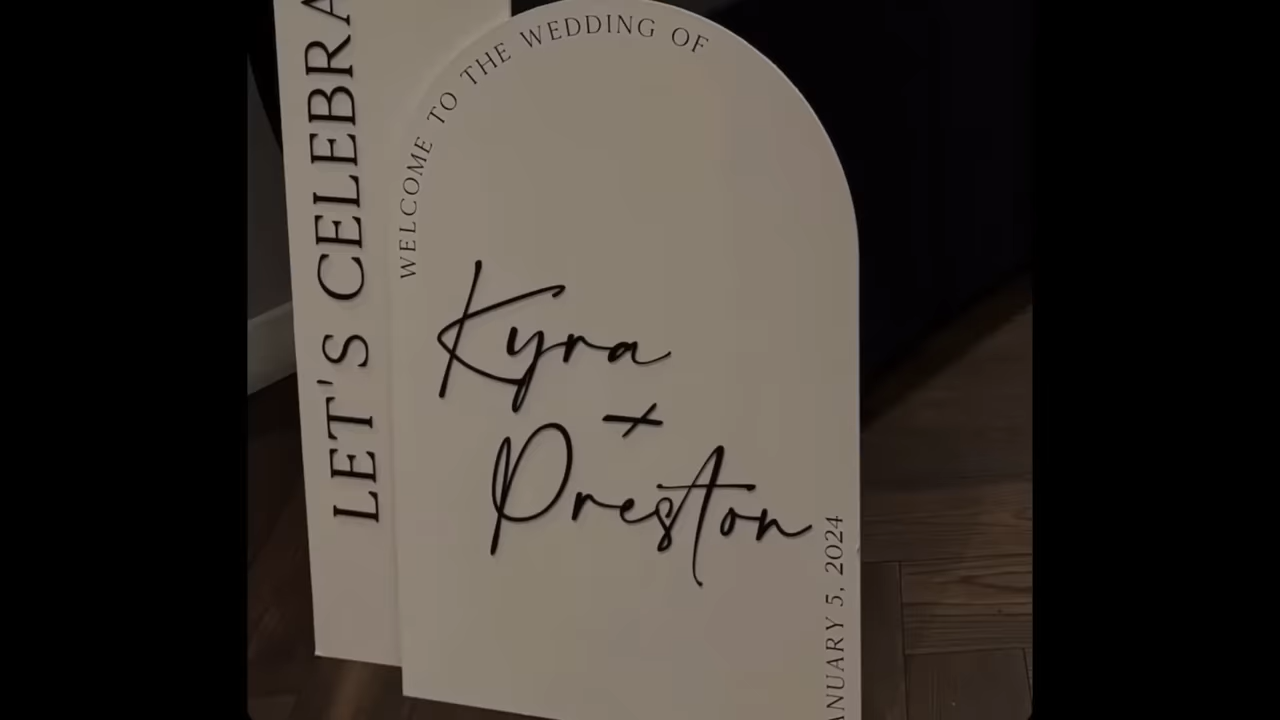 LET'S CELEBRA
WELCOME TO THE WEDDING OF
Kyra
+
Preston
ANUARY 5, 2024